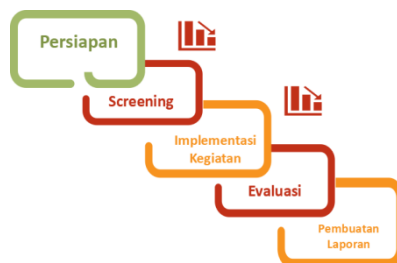 Persiapan
Screening
Implementasi
Kegiatan
Evaluasi
Pembuatan
Laporan